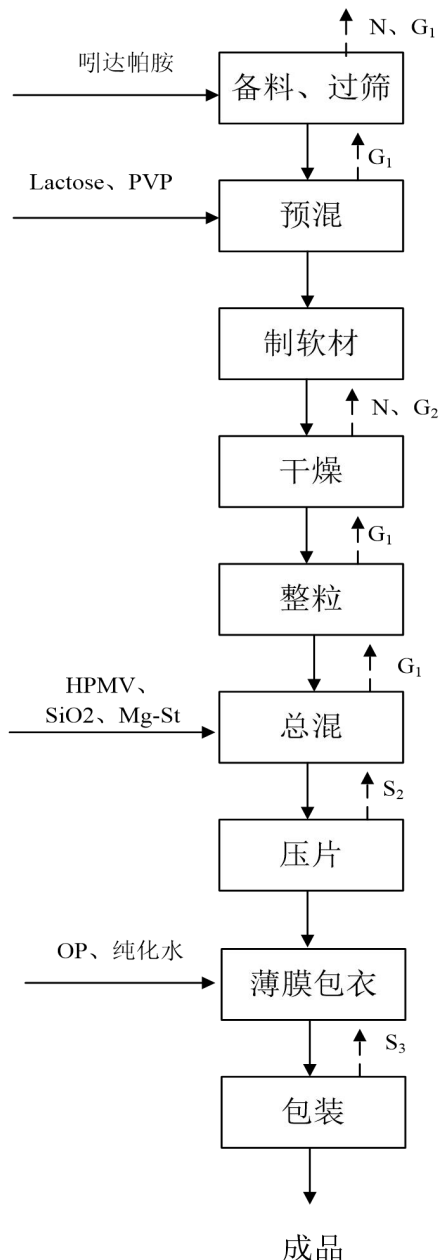 N、G₁
吲达帕胺
备料、过筛
G₁
Lactose、PVP
预混
制软材
N、G₂
干燥
G₁
整粒
G₁
HPMV、
SiO2、Mg-St
总混
S₂
压片
OP、纯化水
薄膜包衣
S₃
包装
成品